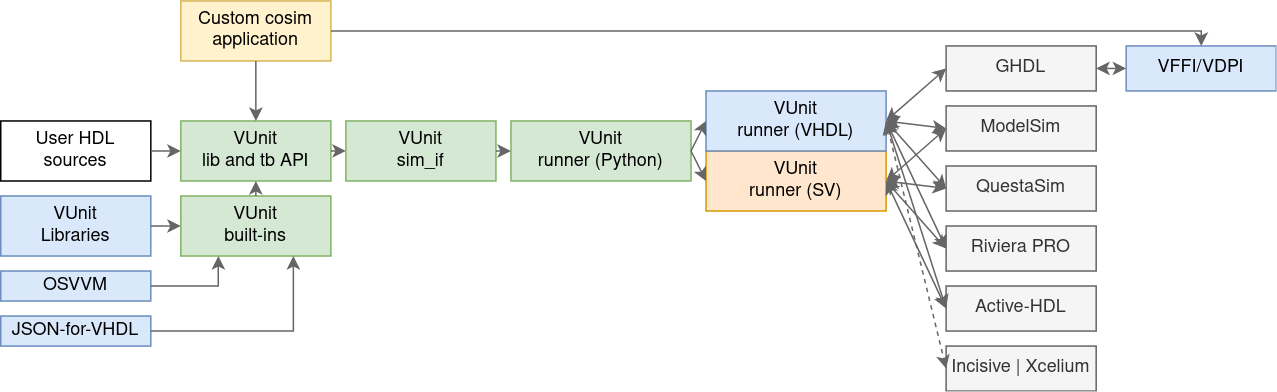 Custom cosim
application
User HDL
sources
VUnit
lib and tb API
VUnit
sim_if
VUnit
runner (Python)
VUnit
runner (VHDL)
VUnit
runner (SV)
VUnit
Libraries
VUnit
built-ins
OSVVM
JSON-for-VHDL
GHDL
VFFI/VDPI
ModelSim
QuestaSim
Riviera PRO
Active-HDL
Incisive | Xcelium